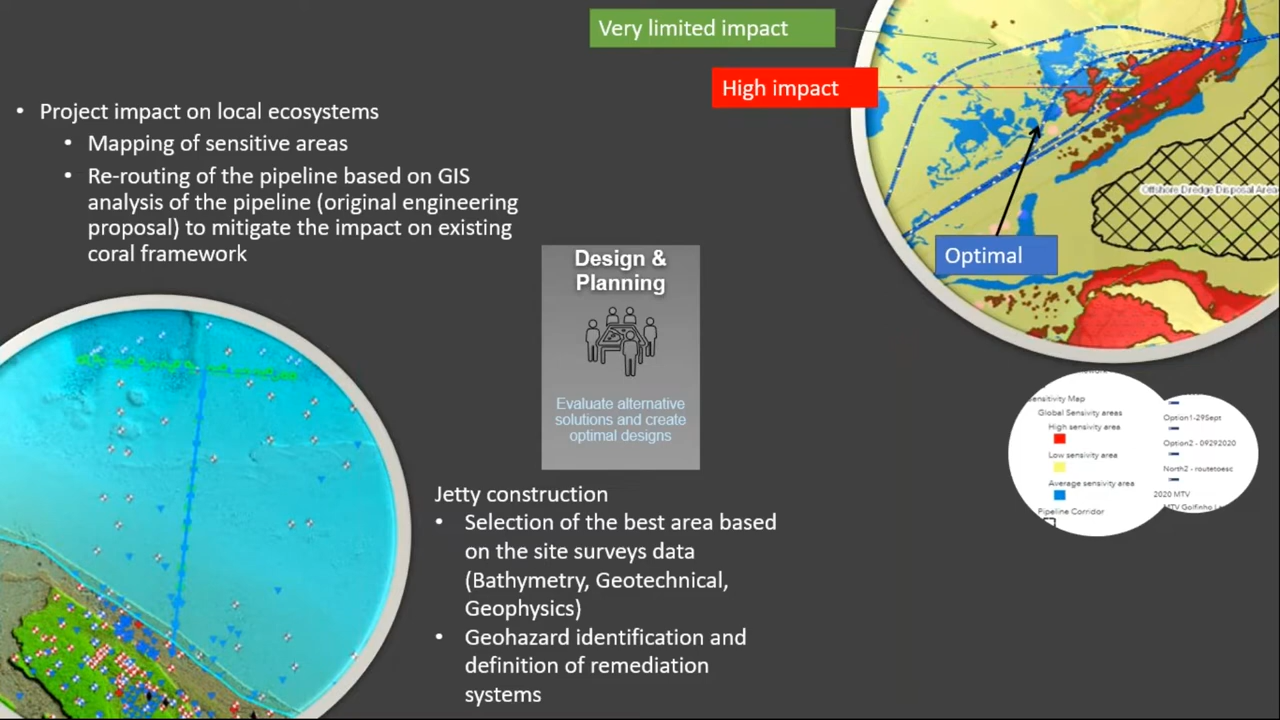 Very limited impact
High impact
Project impact on local ecosystems
Mapping of sensitive areas
Re-routing of the pipeline based on GIS
analysis of the pipeline (original engineering
proposal) to mitigate the impact on existing
coral framework
Offshore Dredge Disposal Area
Optimal
Design &
Planning
Evaluate alternative
solutions and create
optimal designs
Sensitivity Map
Global Sensivity areas
High sensivity area
Low sensivity area
Average sensivity area
Pipeline Corridor
Option1-29Sept
Option2 - 09292020
North2 - routetoesc
2020 MTV
MTV Golfinho
Jetty construction
Selection of the best area based
on the site surveys data
(Bathymetry, Geotechnical,
Geophysics)
Geohazard identification and
definition of remediation
systems